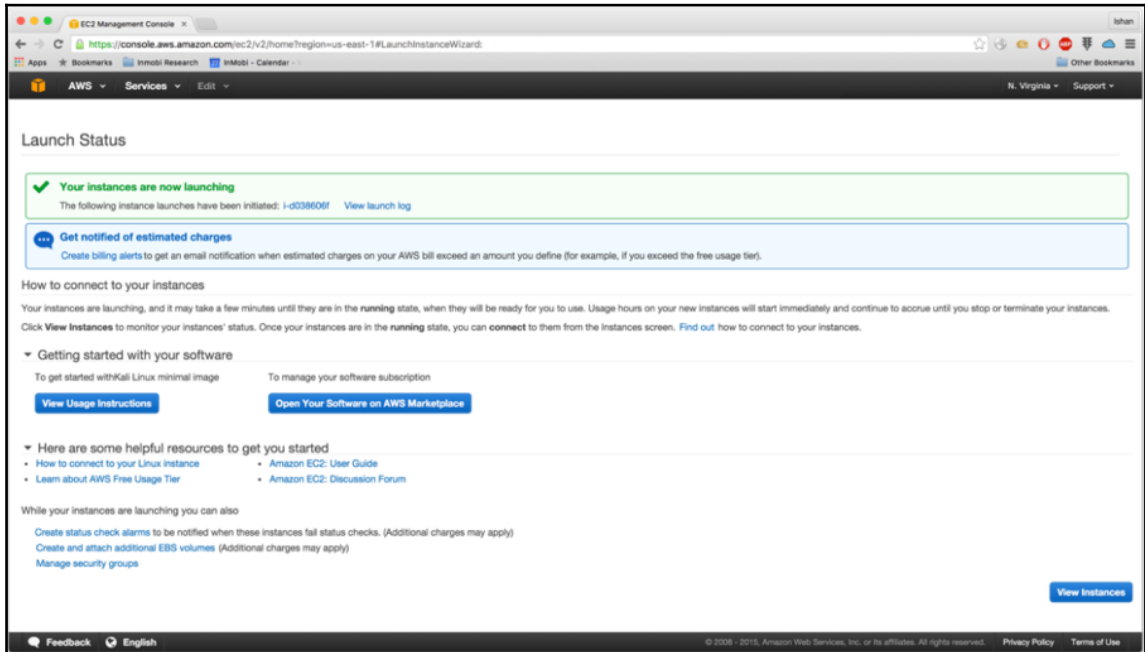 EC2 Management Console
Ishan
https://console.aws.amazon.com/ec2/v2/home?region=us-east-1#LaunchInstanceWizard:
Apps Bookmarks Inmobi Research InMobi - Calendar - Other Bookmarks
AWS Services Edit N. Virginia Support
Launch Status
Your instances are now launching
The following instance launches have been initiated: i-d038606f View launch log
Get notified of estimated charges
Create billing alerts to get an email notification when estimated charges on your AWS bill exceed an amount you define (for example, if you exceed the free usage tier).
How to connect to your instances
Your instances are launching, and it may take a few minutes until they are in the running state, when they will be ready for you to use. Usage hours on your new instances will start immediately and continue to accrue until you stop or terminate your instances.
Click View Instances to monitor your instances' status. Once your instances are in the running state, you can connect to them from the Instances screen. Find out how to connect to your instances.
Getting started with your software
To get started withKali Linux minimal image To manage your software subscription
View Usage Instructions Open Your Software on AWS Marketplace
Here are some helpful resources to get you started
• How to connect to your Linux instance • Amazon EC2: User Guide
• Learn about AWS Free Usage Tier • Amazon EC2: Discussion Forum
While your instances are launching you can also
Create status check alarms to be notified when these instances fail status checks. (Additional charges may apply)
Create and attach additional EBS volumes (Additional charges may apply)
Manage security groups
View Instances
Feedback English © 2008 - 2015, Amazon Web Services, Inc. or its affiliates. All rights reserved. Privacy Policy Terms of Use